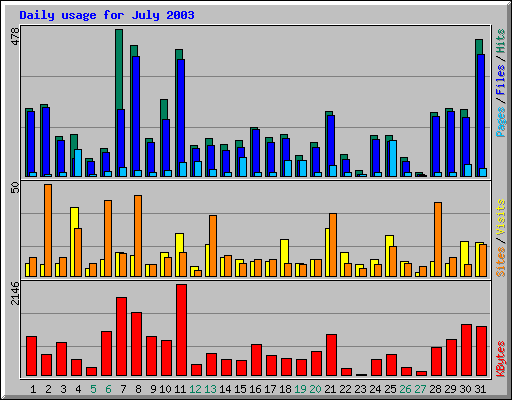 Daily usage for July 2003
478
Pages / Files / Hits
50
Sites / Visits
2146
KBytes
1 2 3 4 5 6 7 8 9 10 11 12 13 14 15 16 17 18 19 20 21 22 23 24 25 26 27 28 29 30 31